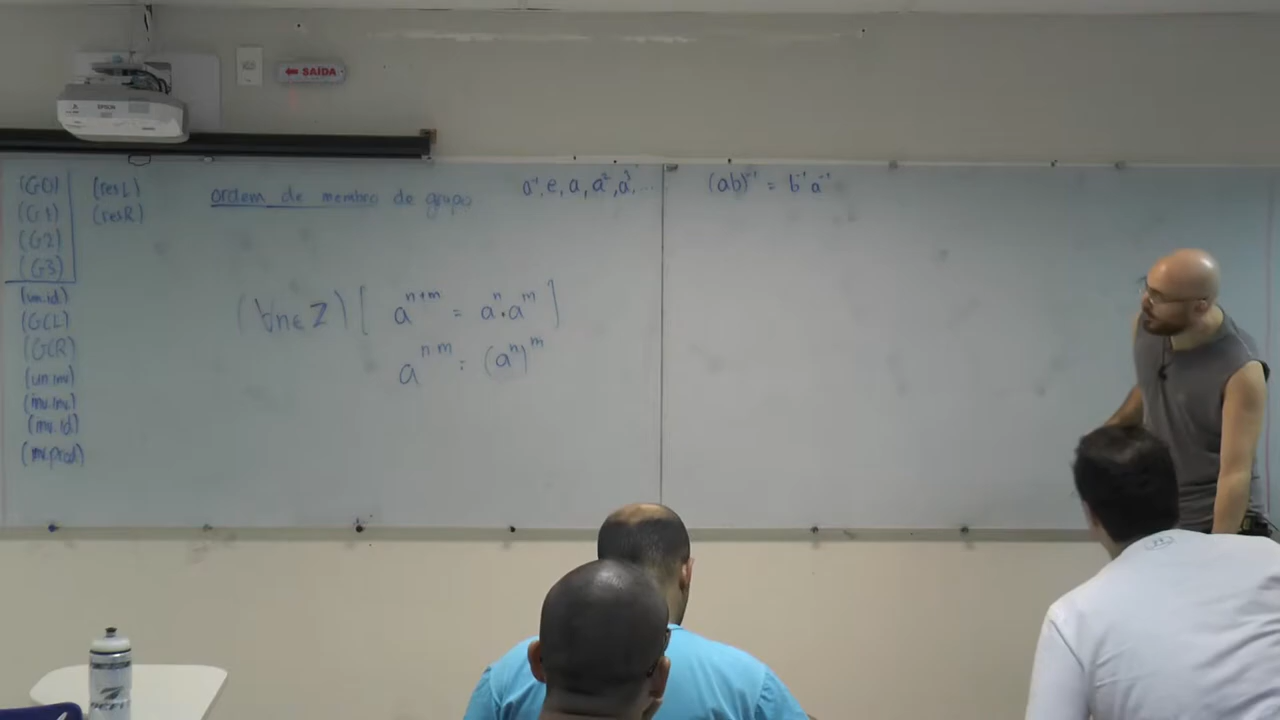 EPSON
← SAÍDA
(G0)
(G1)
(G2)
(G3)
(un.id)
(GCL)
(GCR)
(un.inv)
(inv.inv)
(inv.id)
(inv.prod)
(resL)
(resR)
ordem de membro de grupo
a⁻¹, e, a, a², a³, ...
(∀n∈Z) [ aⁿ⁺ᵐ = aⁿ·aᵐ ]
aⁿ·ᵐ = (aⁿ)ᵐ
(ab)⁻¹ = b⁻¹a⁻¹